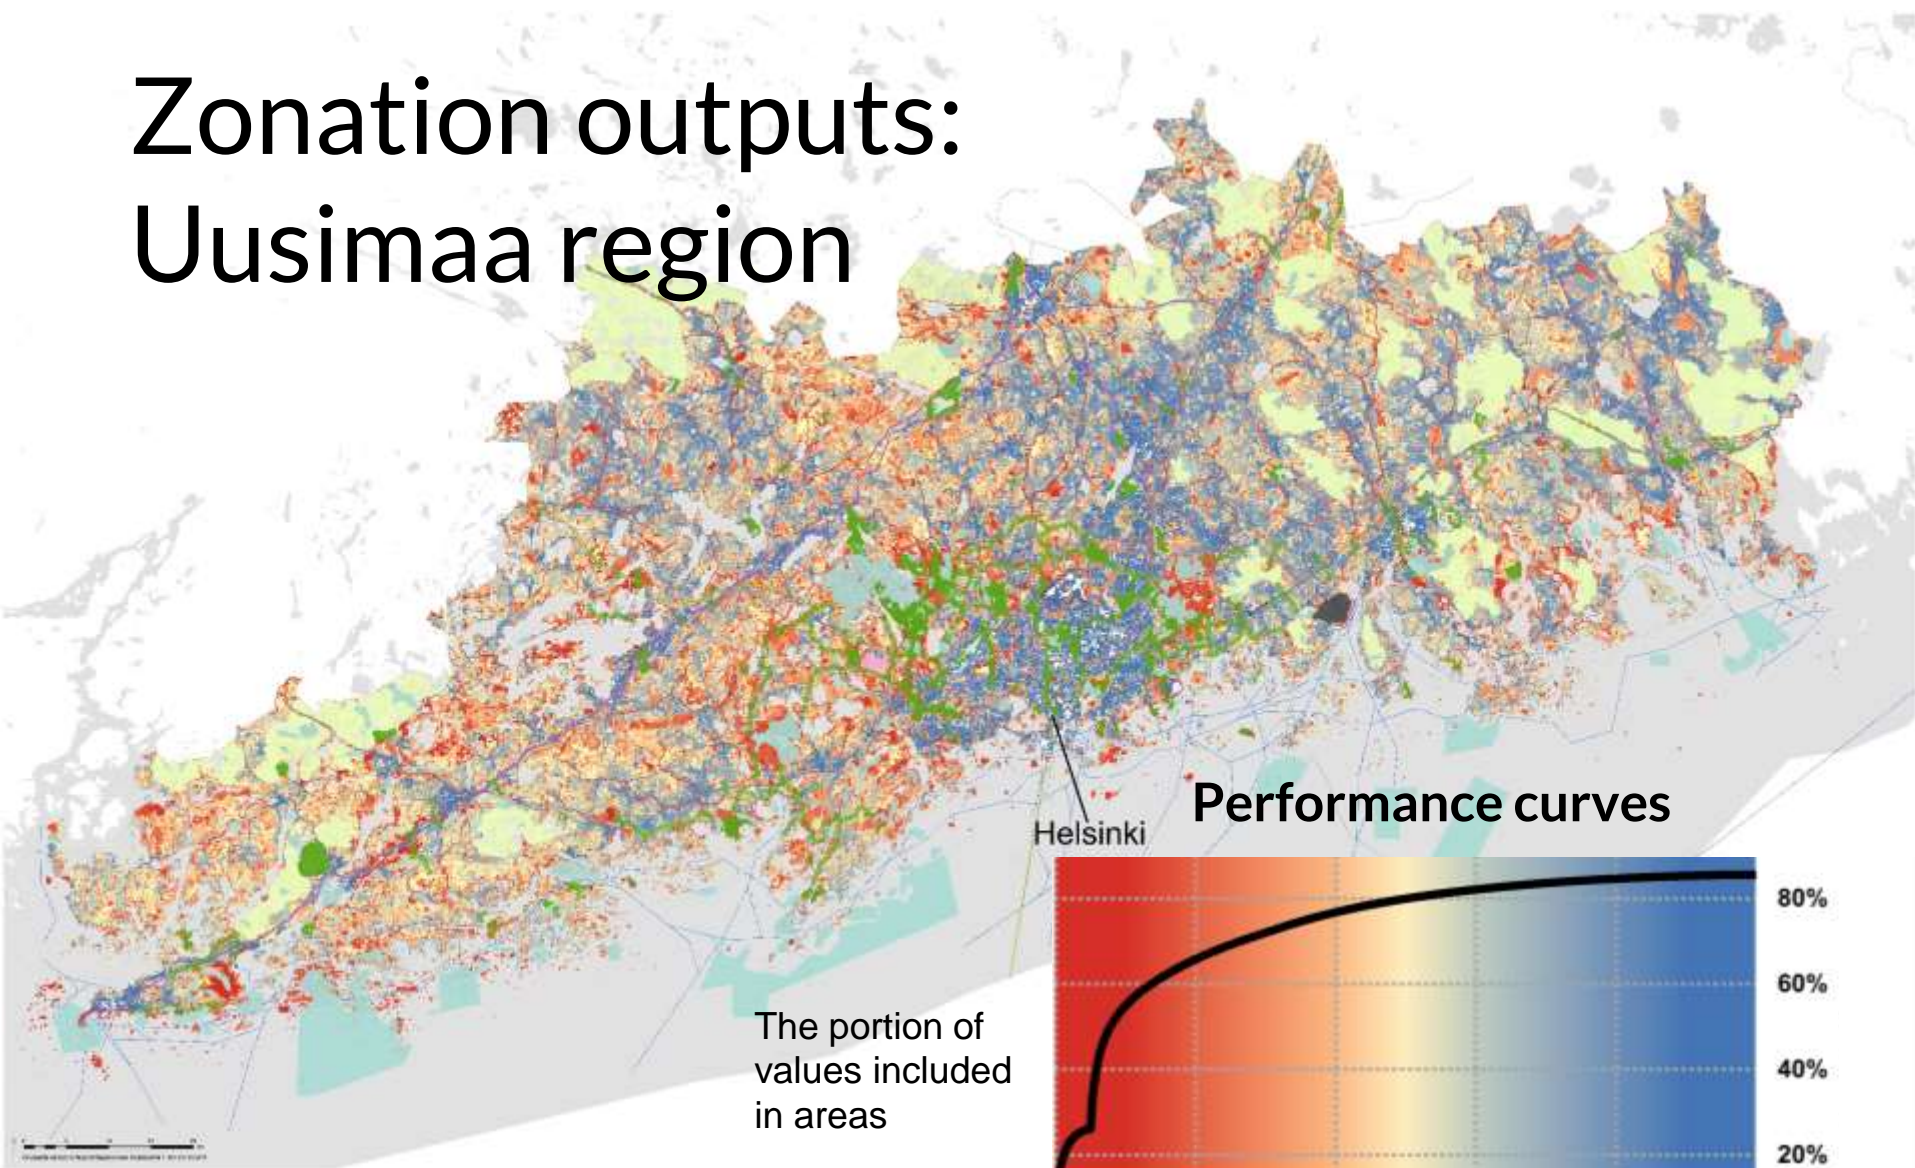 Zonation outputs:
Uusimaa region
Helsinki
Performance curves
80%
60%
The portion of
values included
in areas
40%
20%